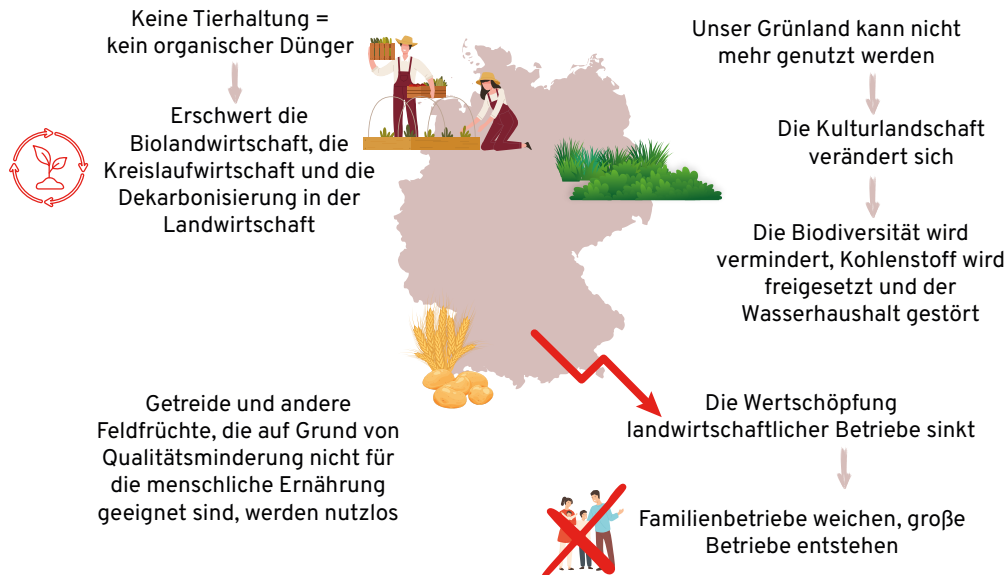 Keine Tierhaltung =
kein organischer Dünger
Erschwert die
Biolandwirtschaft, die
Kreislaufwirtschaft und die
Dekarbonisierung in der
Landwirtschaft
Unser Grünland kann nicht
mehr genutzt werden
Die Kulturlandschaft
verändert sich
Die Biodiversität wird
vermindert, Kohlenstoff wird
freigesetzt und der
Wasserhaushalt gestört
Getreide und andere
Feldfrüchte, die auf Grund von
Qualitätsminderung nicht für
die menschliche Ernährung
geeignet sind, werden nutzlos
Die Wertschöpfung
landwirtschaftlicher Betriebe sinkt
Familienbetriebe weichen, große
Betriebe entstehen